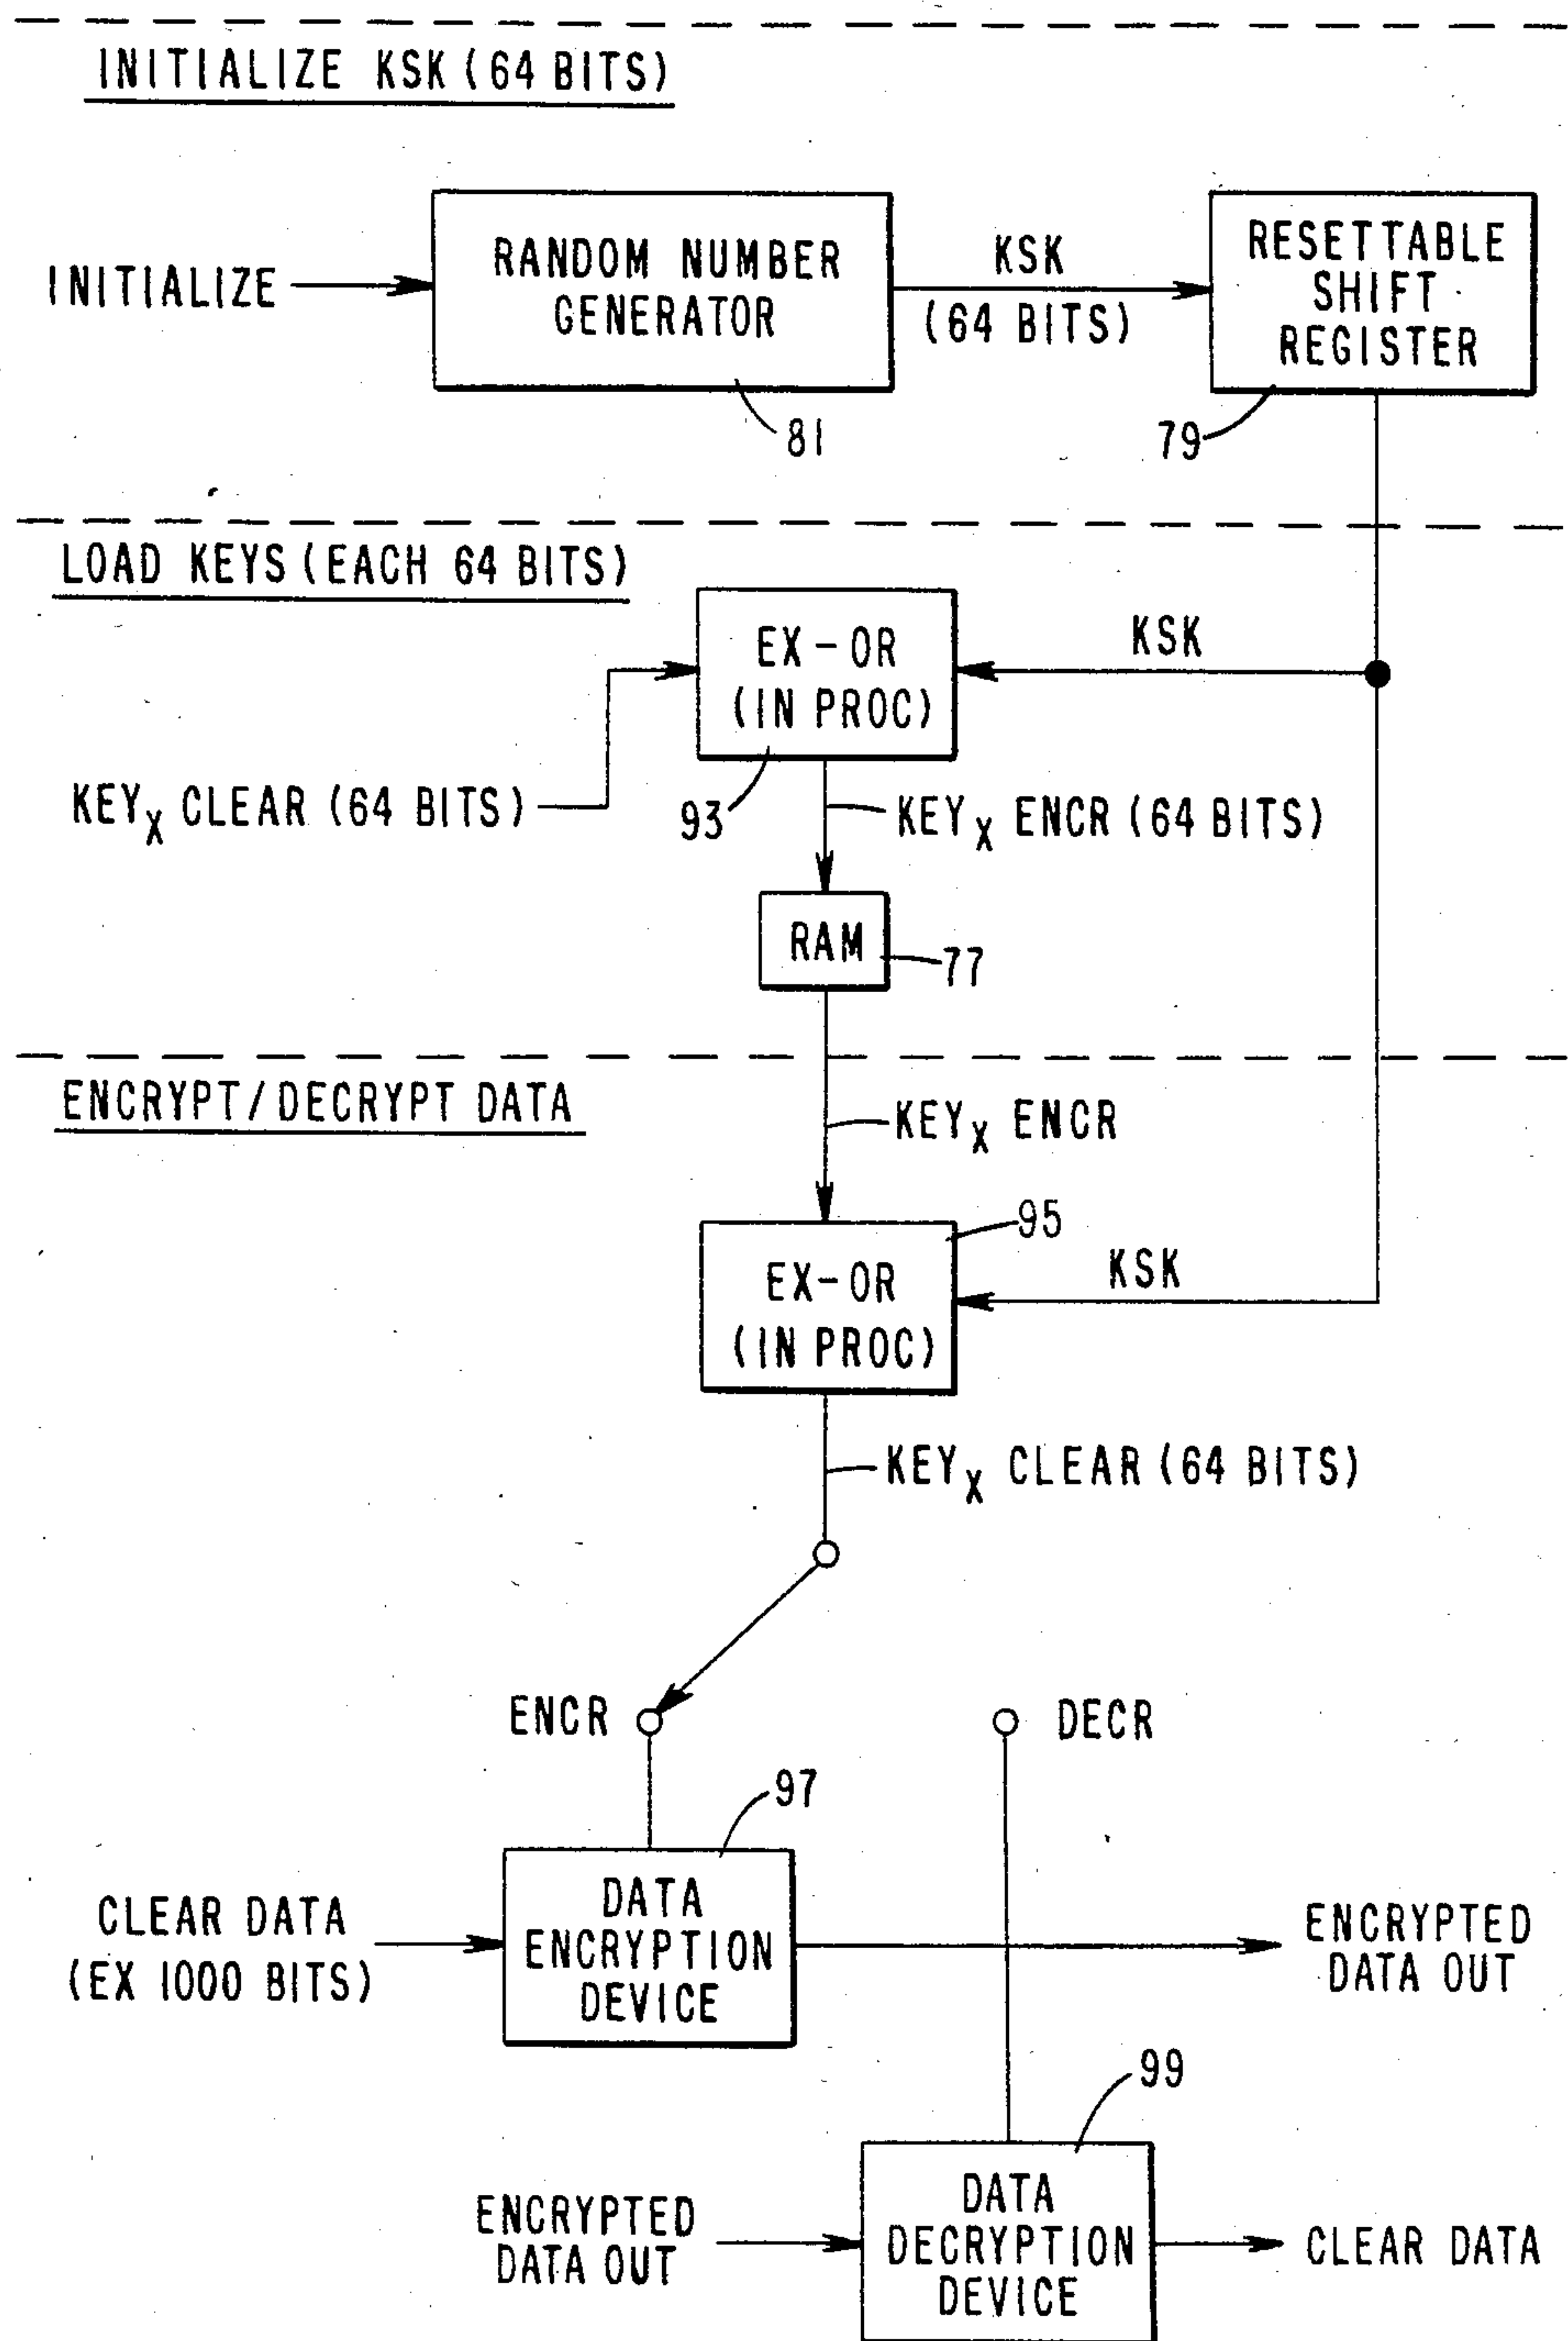 INITIALIZE KSK (64 BITS)
INITIALIZE
RANDOM NUMBER
GENERATOR
81
KSK
(64 BITS)
RESETTABLE
SHIFT
REGISTER
79
LOAD KEYS (EACH 64 BITS)
EX-OR
(IN PROC)
93
KSK
KEYX CLEAR (64 BITS)
KEYX ENCR (64 BITS)
RAM
77
ENCRYPT/DECRYPT DATA
KEYX ENCR
95
EX-OR
(IN PROC)
KSK
KEYX CLEAR (64 BITS)
ENCR
DECR
97
CLEAR DATA
(EX 1000 BITS)
DATA
ENCRYPTION
DEVICE
ENCRYPTED
DATA OUT
99
ENCRYPTED
DATA OUT
DATA
DECRYPTION
DEVICE
CLEAR DATA